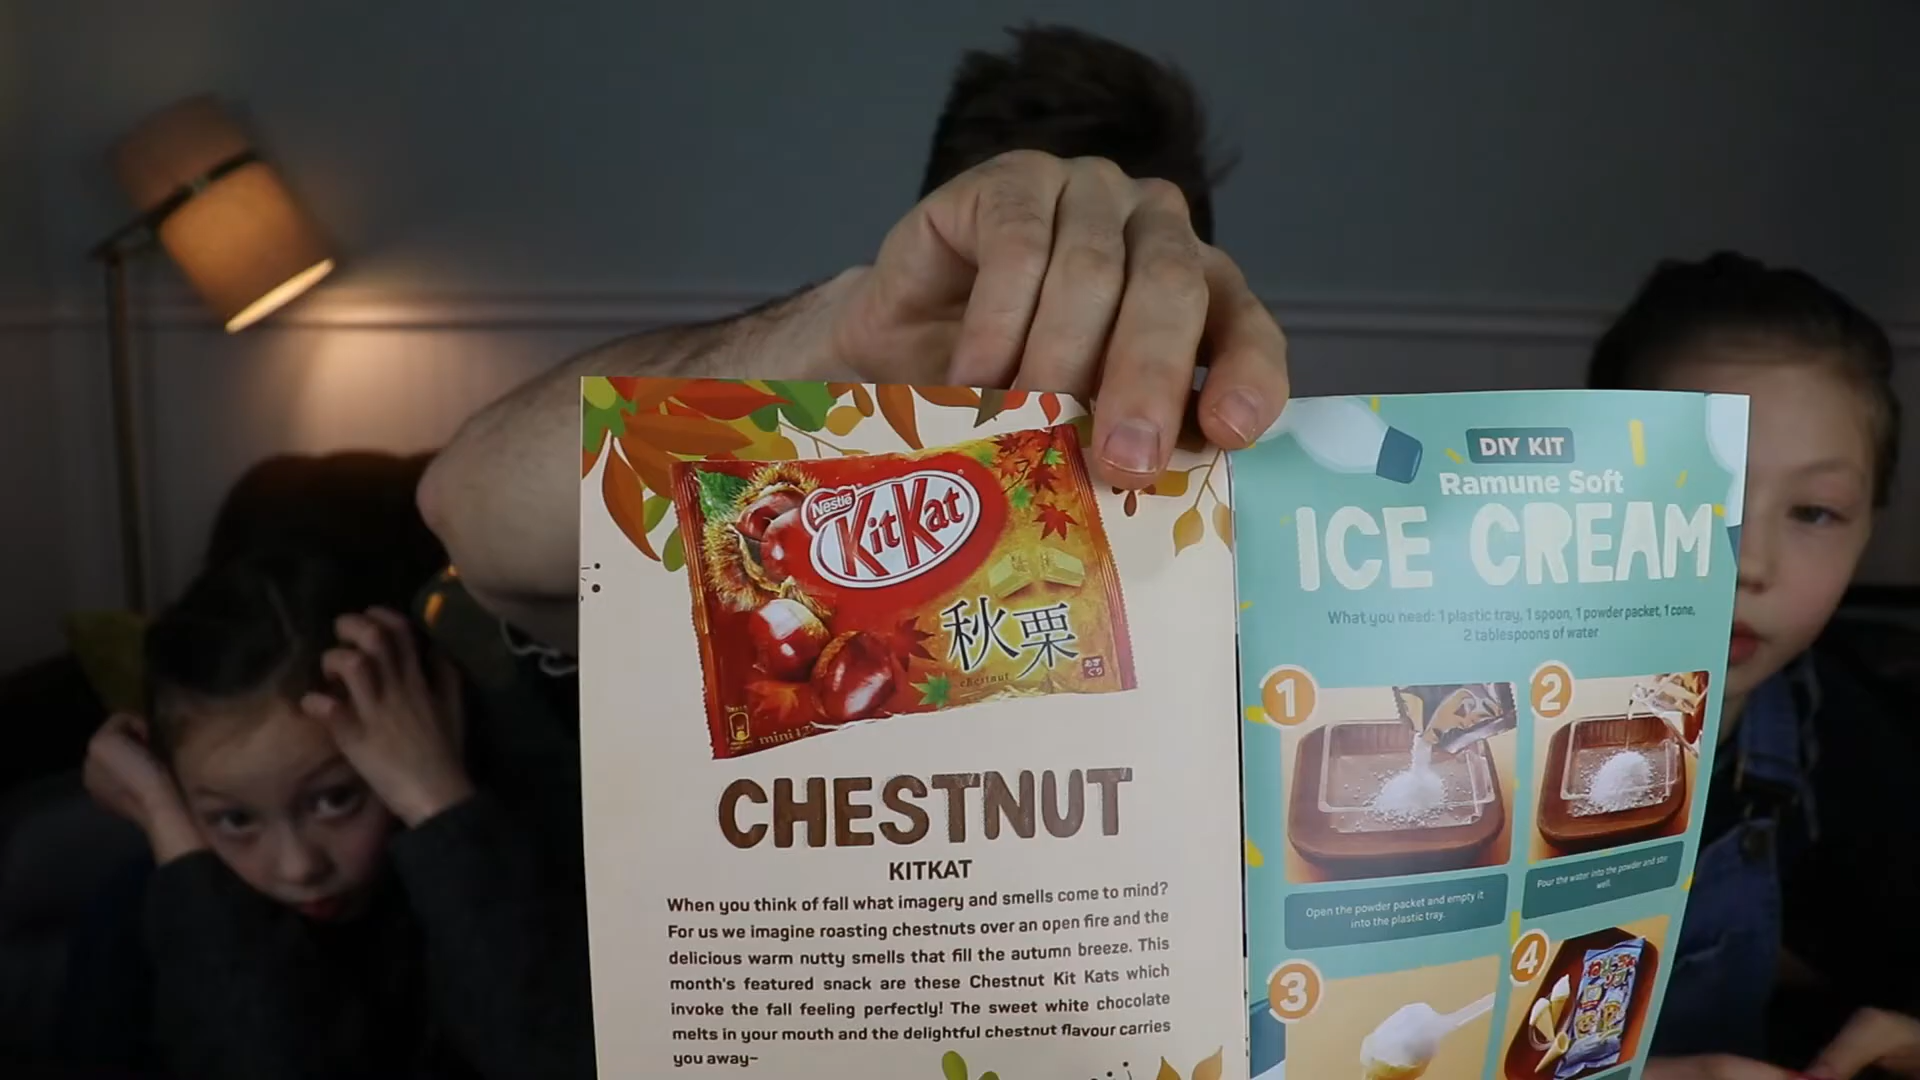 Nestlé
KitKat
秋栗
あきぐり
chestnut
mini
CHESTNUT
KITKAT
When you think of fall what imagery and smells come to mind?
For us we imagine roasting chestnuts over an open fire and the
delicious warm nutty smells that fill the autumn breeze. This
month's featured snack are these Chestnut Kit Kats which
invoke the fall feeling perfectly! The sweet white chocolate
melts in your mouth and the delightful chestnut flavour carries
you away~
DIY KIT
Ramune Soft
ICE CREAM
What you need: 1 plastic tray, 1 spoon, 1 powder packet, 1 cone,
2 tablespoons of water
1
2
Open the powder packet and empty it
into the plastic tray.
Pour the water into the powder and stir
well.
3
4